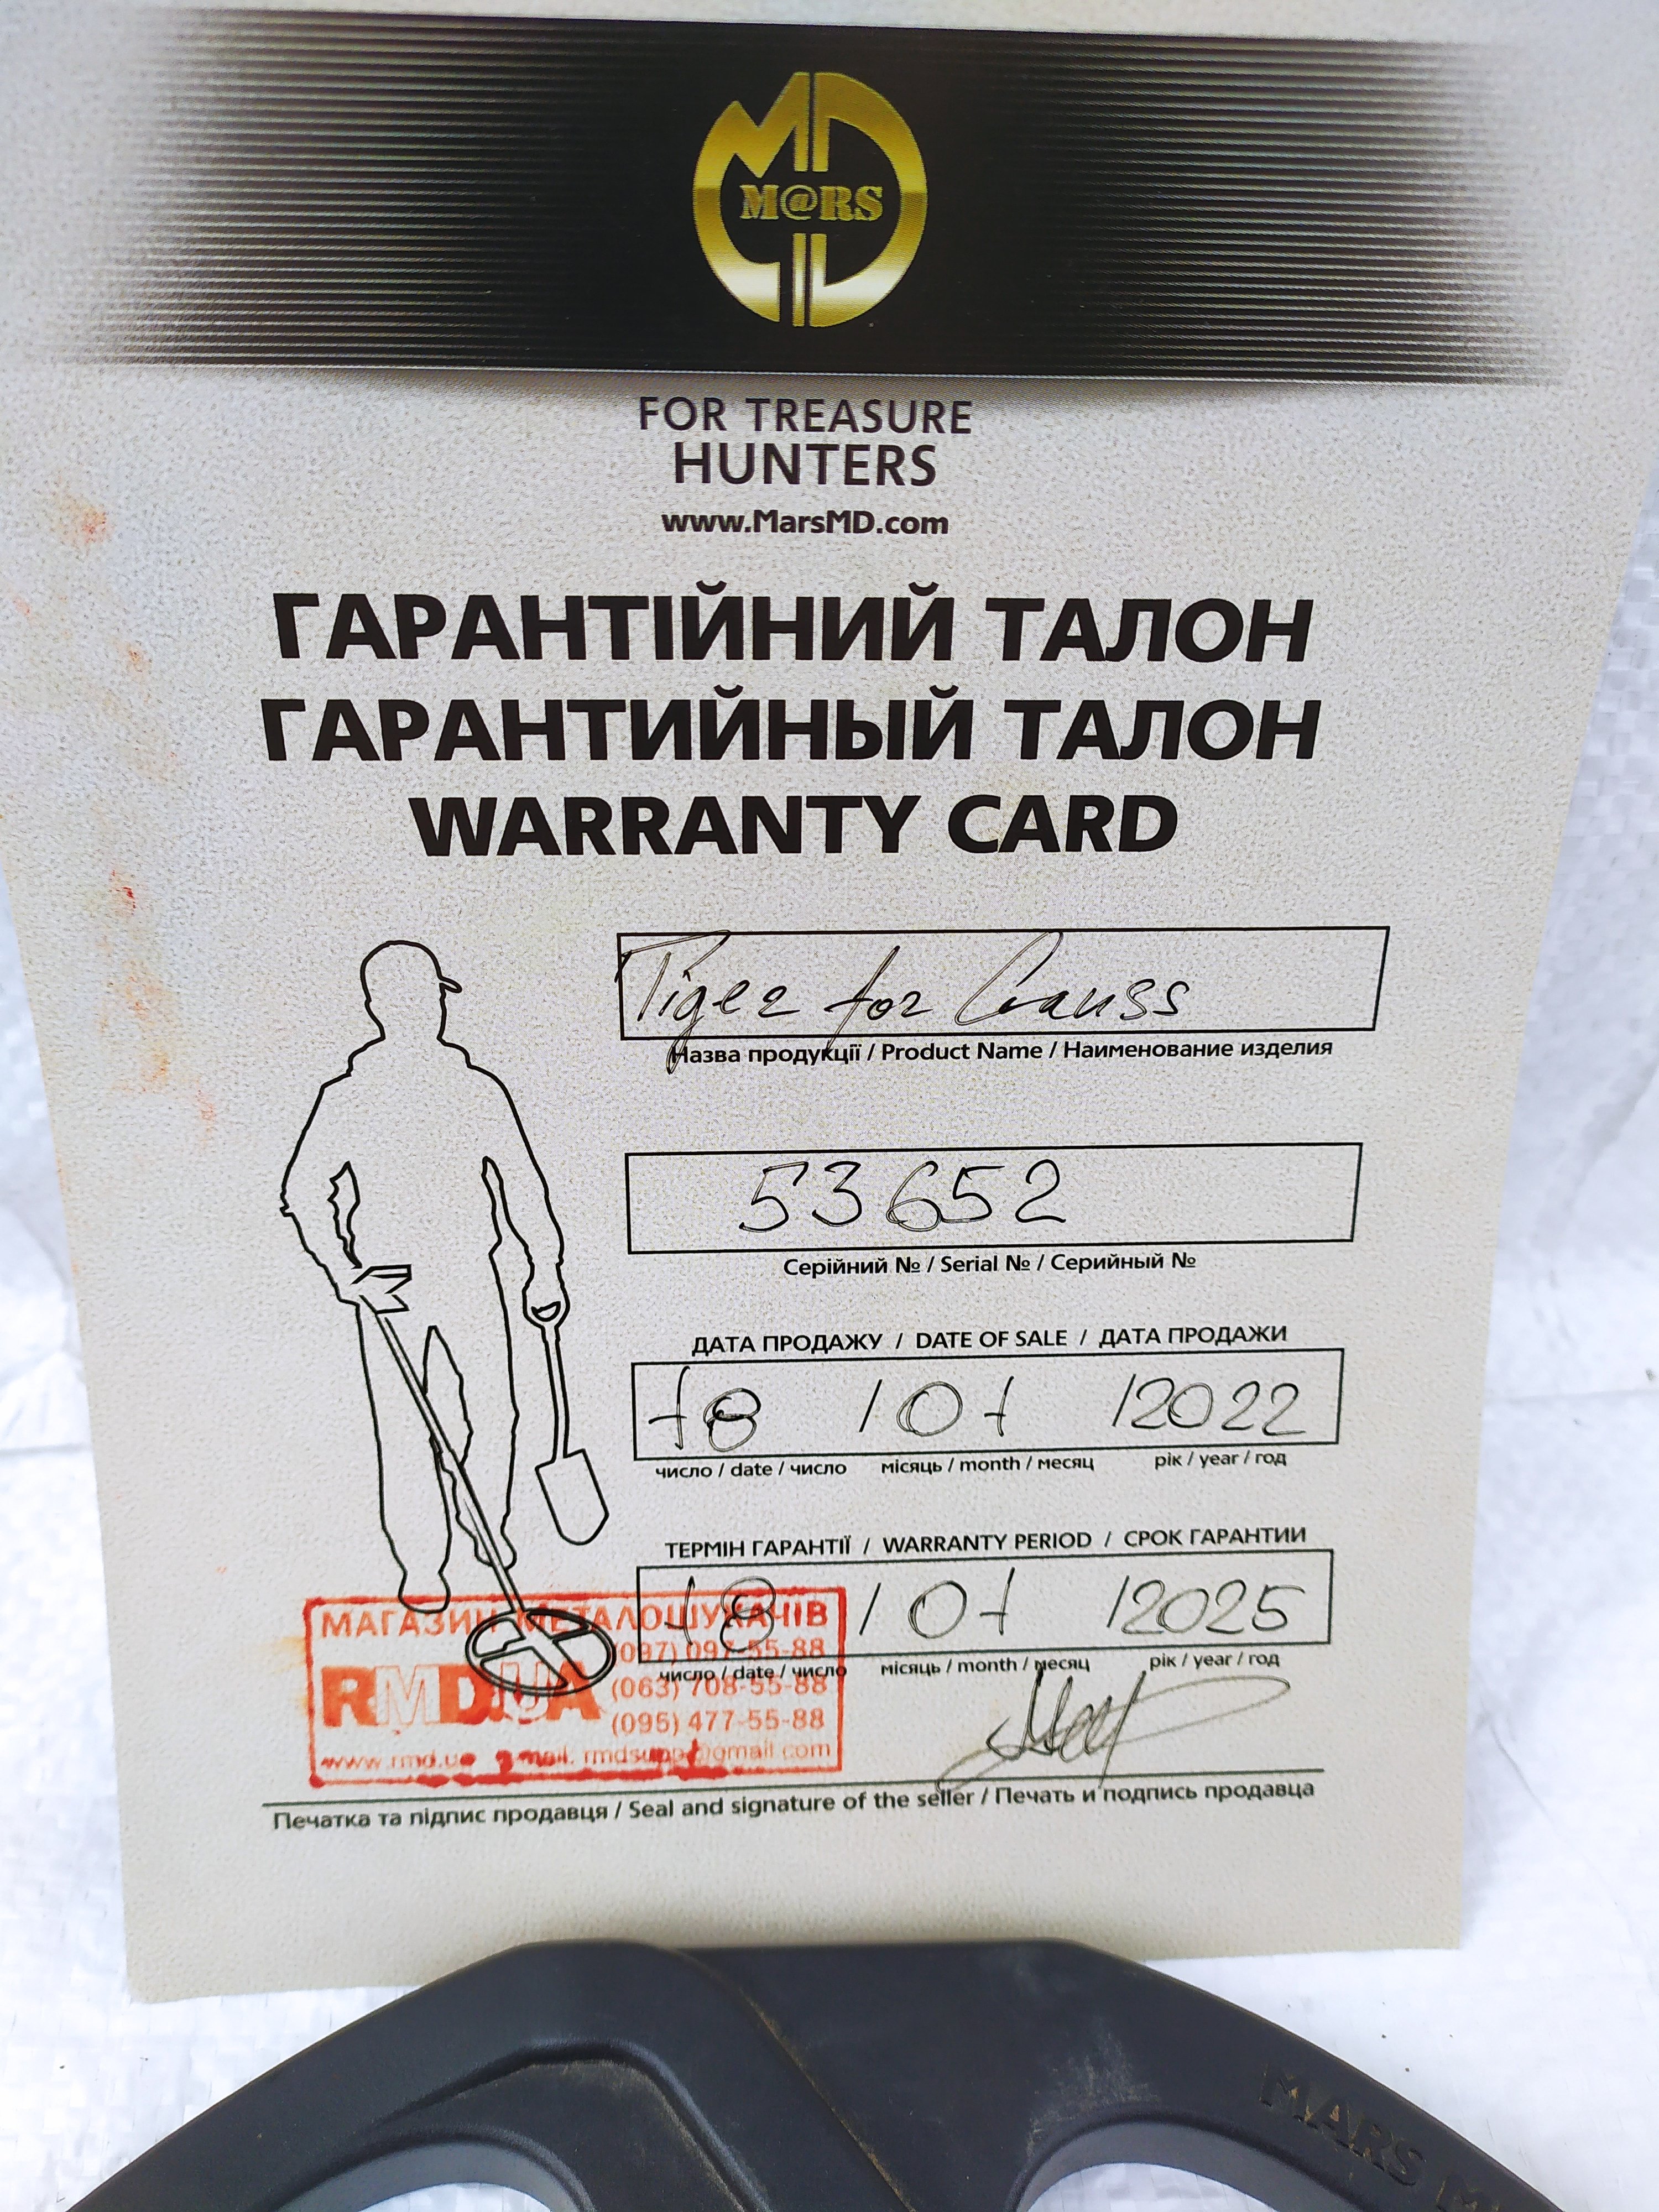 MD
M@RS
FOR TREASURE
HUNTERS
www.MarsMD.com
ГАРАНТІЙНИЙ ТАЛОН
ГАРАНТИЙНЫЙ ТАЛОН
WARRANTY CARD
Tiger for Gauss
Назва продукції / Product Name / Наименование изделия
53652
Серійний № / Serial № / Серийный №
ДАТА ПРОДАЖУ / DATE OF SALE / ДАТА ПРОДАЖИ
18 / 01 / 2022
число / date / число місяць / month / месяц рік / year / год
ТЕРМІН ГАРАНТІЇ / WARRANTY PERIOD / СРОК ГАРАНТИИ
18 / 01 / 2025
число / date / число місяць / month / месяц рік / year / год
МАГАЗИН МЕТАЛОШУКАЧІВ
RMD.UA
(097) 097-55-88
(063) 708-55-88
(095) 477-55-88
www.rmd.ua
Печатка та підпис продавця / Seal and signature of the seller / Печать и подпись продавца
MARS